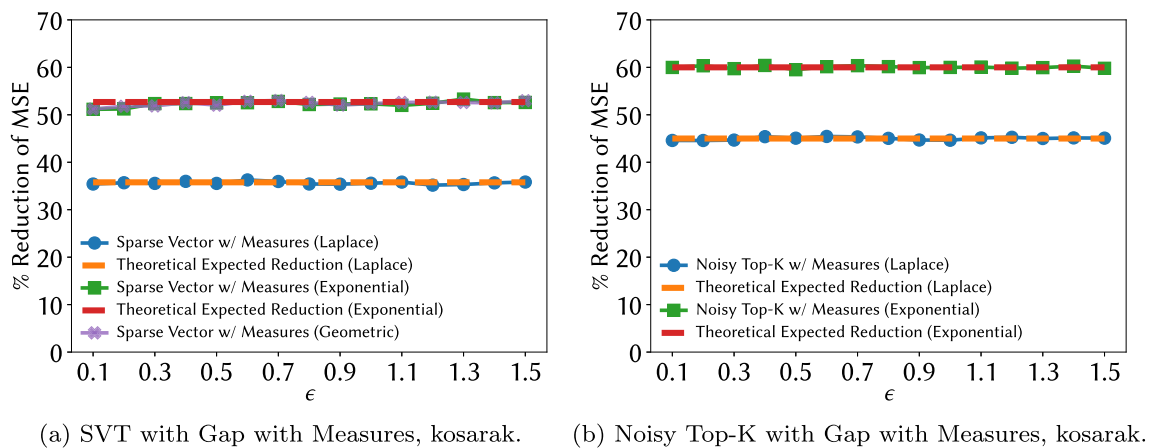 % Reduction of MSE
70
60
50
40
30
20
10
0
Sparse Vector w/ Measures (Laplace)
Theoretical Expected Reduction (Laplace)
Sparse Vector w/ Measures (Exponential)
Theoretical Expected Reduction (Exponential)
Sparse Vector w/ Measures (Geometric)
0.1 0.3 0.5 0.7 0.9 1.1 1.3 1.5
ϵ
(a) SVT with Gap with Measures, kosarak.
% Reduction of MSE
70
60
50
40
30
20
10
0
Noisy Top-K w/ Measures (Laplace)
Theoretical Expected Reduction (Laplace)
Noisy Top-K w/ Measures (Exponential)
Theoretical Expected Reduction (Exponential)
0.1 0.3 0.5 0.7 0.9 1.1 1.3 1.5
ϵ
(b) Noisy Top-K with Gap with Measures, kosarak.